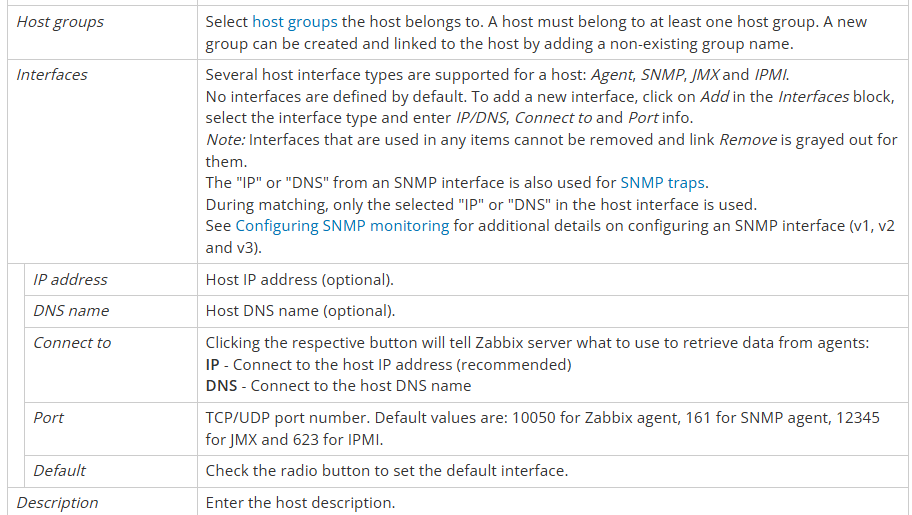 Host groups
Select host groups the host belongs to. A host must belong to at least one host group. A new
group can be created and linked to the host by adding a non-existing group name.
Interfaces
Several host interface types are supported for a host: Agent, SNMP, JMX and IPMI.
No interfaces are defined by default. To add a new interface, click on Add in the Interfaces block,
select the interface type and enter IP/DNS, Connect to and Port info.
Note: Interfaces that are used in any items cannot be removed and link Remove is grayed out for
them.
The "IP" or "DNS" from an SNMP interface is also used for SNMP traps.
During matching, only the selected "IP" or "DNS" in the host interface is used.
See Configuring SNMP monitoring for additional details on configuring an SNMP interface (v1, v2
and v3).
IP address
Host IP address (optional).
DNS name
Host DNS name (optional).
Connect to
Clicking the respective button will tell Zabbix server what to use to retrieve data from agents:
IP - Connect to the host IP address (recommended)
DNS - Connect to the host DNS name
Port
TCP/UDP port number. Default values are: 10050 for Zabbix agent, 161 for SNMP agent, 12345
for JMX and 623 for IPMI.
Default
Check the radio button to set the default interface.
Description
Enter the host description.